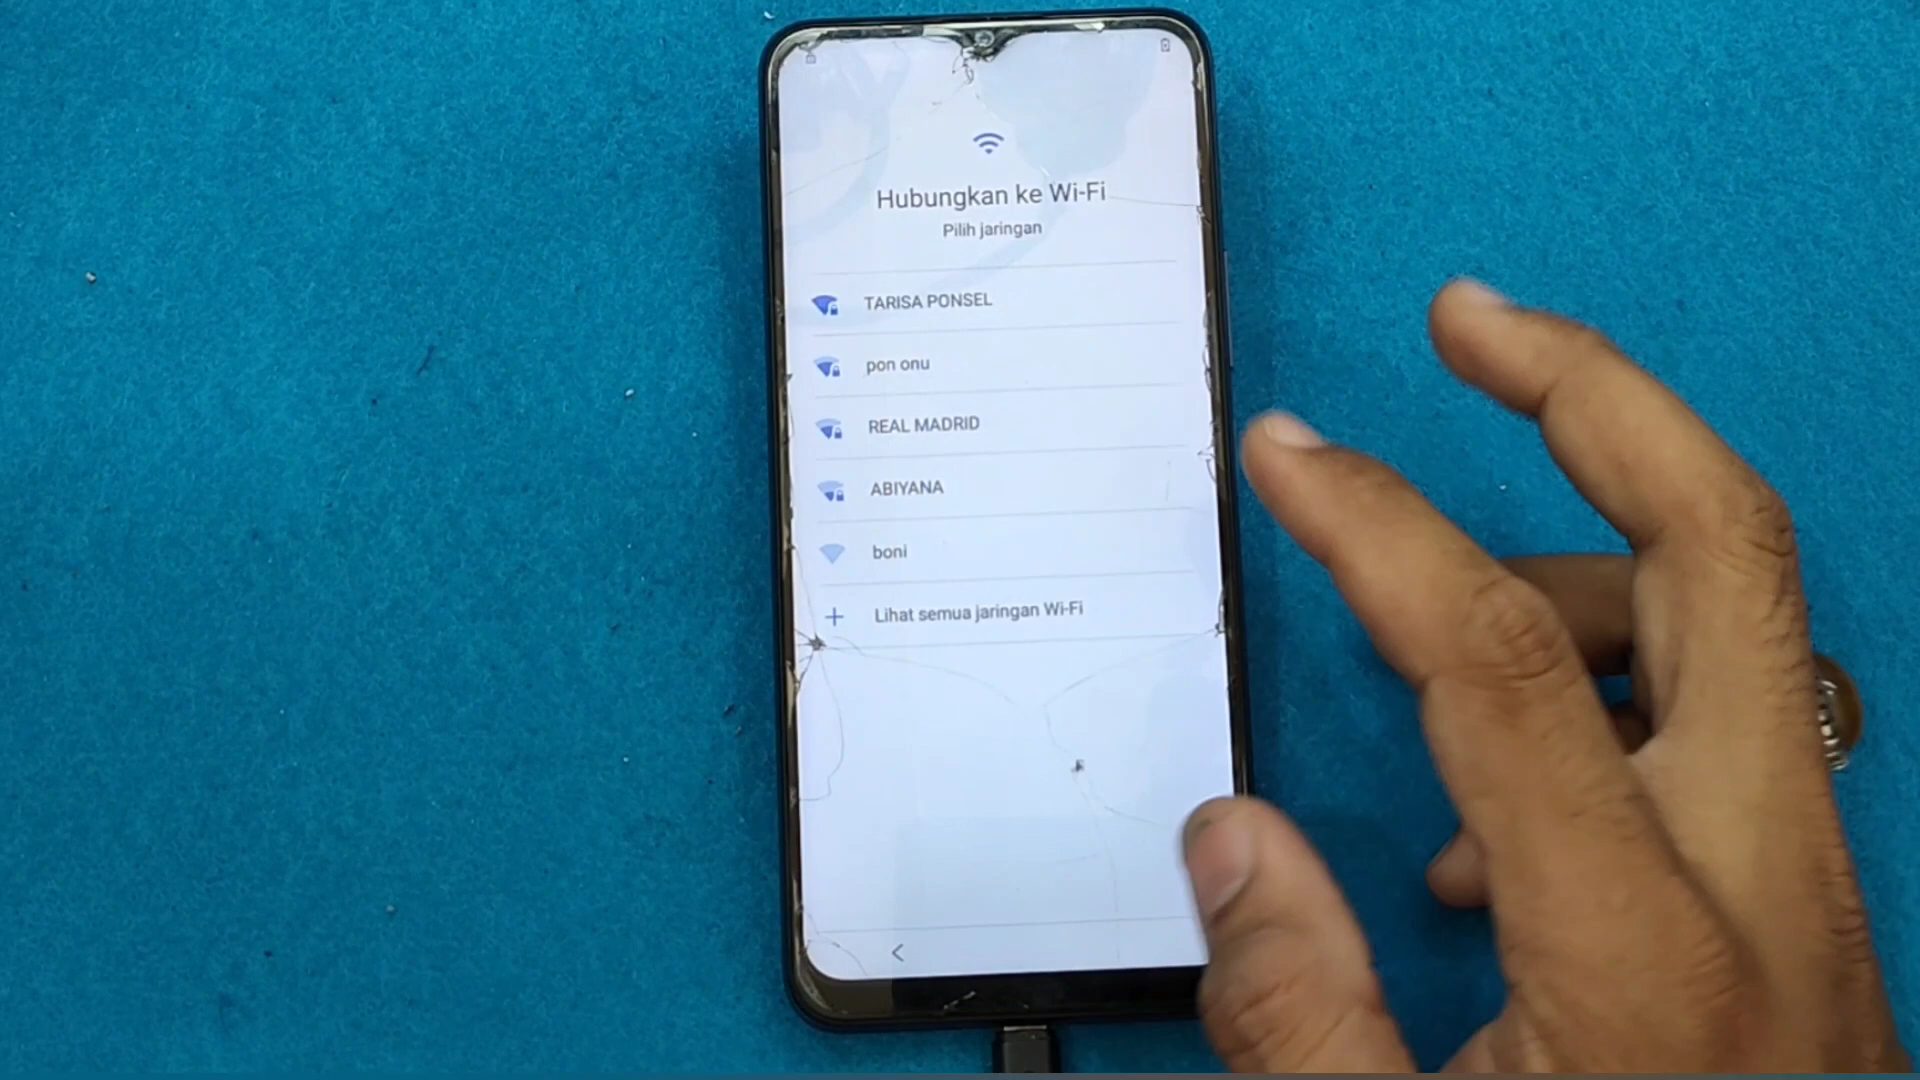 Hubungkan ke Wi-Fi
Pilih jaringan
TARISA PONSEL
pon onu
REAL MADRID
ABIYANA
boni
Lihat semua jaringan Wi-Fi